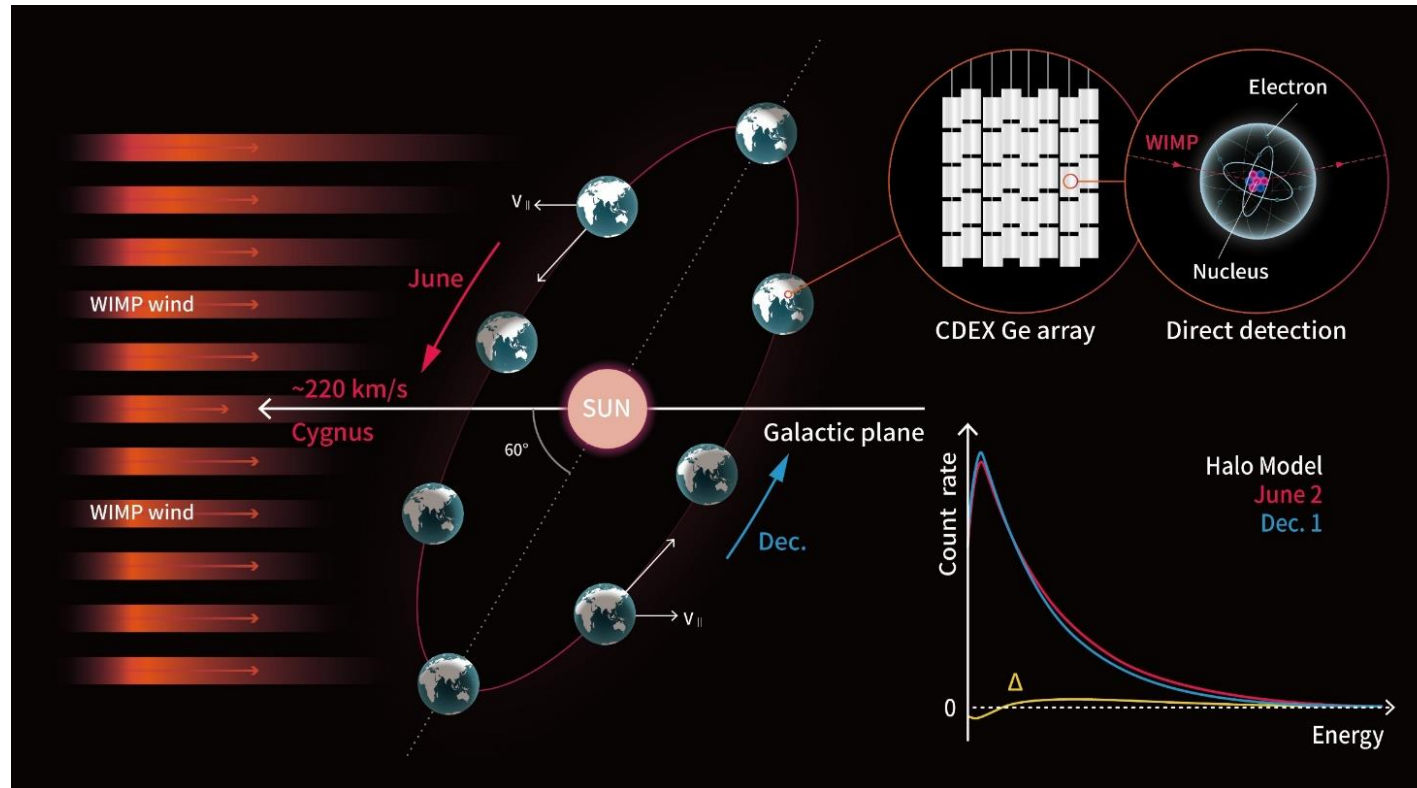 Electron
WIMP
Nucleus
CDEX Ge array
Direct detection
V ||
June
WIMP wind
~220 km/s
Cygnus
SUN
Galactic plane
60°
WIMP wind
Dec.
V ||
Count rate
Halo Model
June 2
Dec. 1
Δ
0
Energy